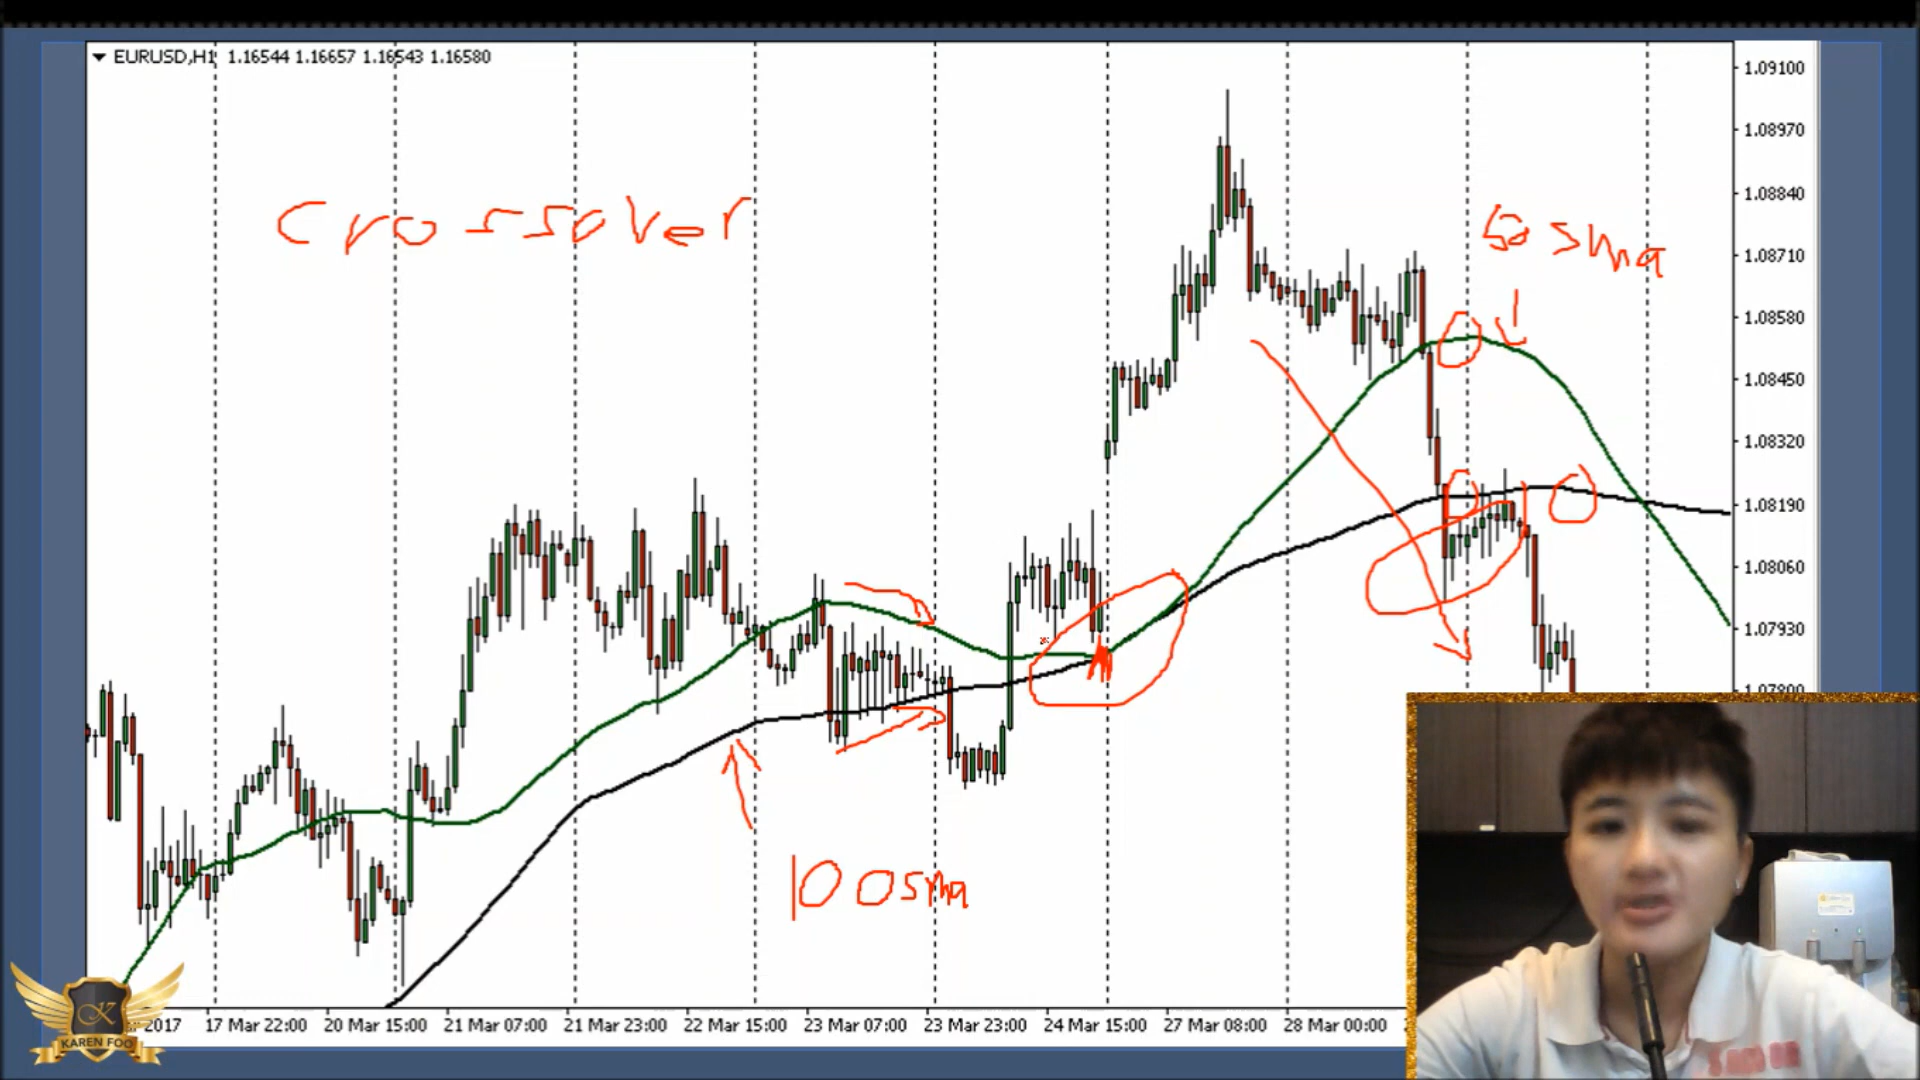 EURUSD,H1 1.16544 1.16657 1.16543 1.16580
1.09100
1.08970
1.08840
1.08710
1.08580
1.08450
1.08320
1.08190
1.08060
1.07930
crossover
50 sma
100sma
2017 17 Mar 22:00 20 Mar 15:00 21 Mar 07:00 21 Mar 23:00 22 Mar 15:00 23 Mar 07:00 23 Mar 23:00 24 Mar 15:00 27 Mar 08:00 28 Mar 00:00
K
KAREN FOO